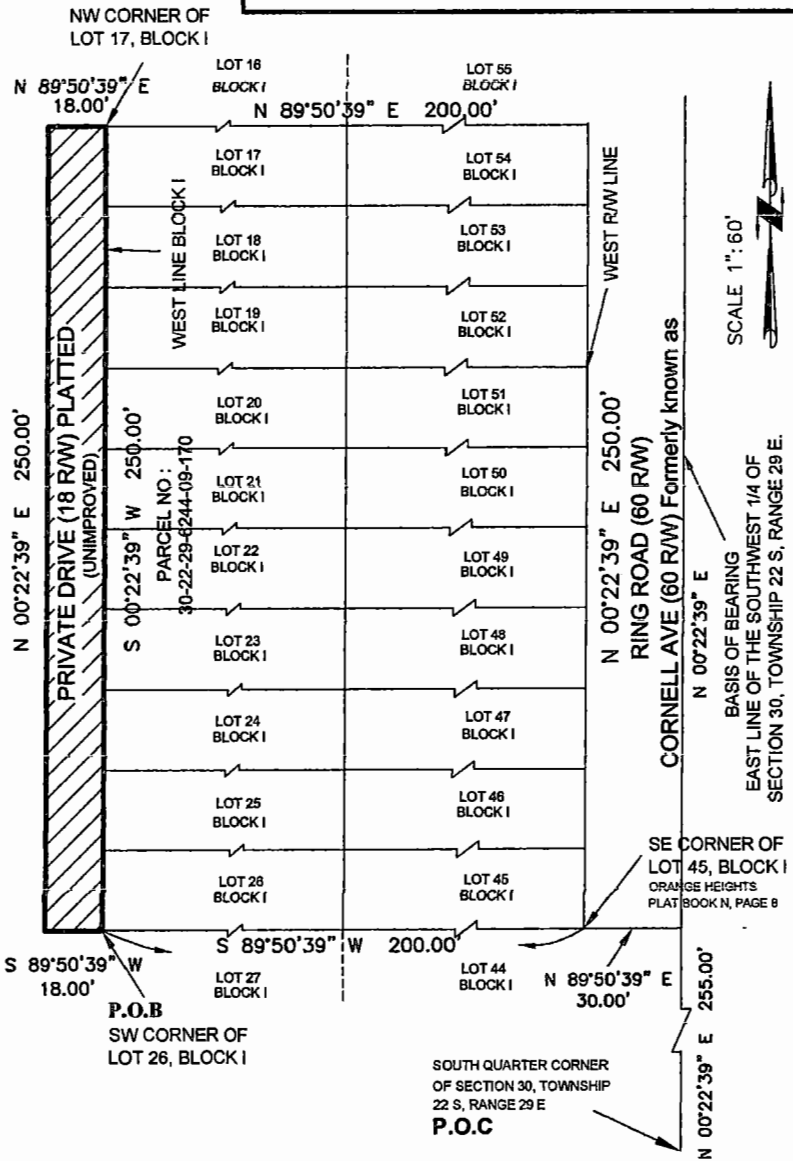 NW CORNER OF
LOT 17, BLOCK I
N 89°50'39" E
18.00'
LOT 16
BLOCK I
LOT 55
BLOCK I
N 89°50'39" E 200.00'
LOT 17
BLOCK I
LOT 54
BLOCK I
LOT 18
BLOCK I
LOT 53
BLOCK I
LOT 19
BLOCK I
LOT 52
BLOCK I
LOT 20
BLOCK I
LOT 51
BLOCK I
LOT 21
BLOCK I
LOT 50
BLOCK I
LOT 22
BLOCK I
LOT 49
BLOCK I
LOT 23
BLOCK I
LOT 48
BLOCK I
LOT 24
BLOCK I
LOT 47
BLOCK I
LOT 25
BLOCK I
LOT 46
BLOCK I
LOT 26
BLOCK I
LOT 45
BLOCK I
N 00°22'39" E 250.00'
PRIVATE DRIVE (18 R/W) PLATTED
(UNIMPROVED)
WEST LINE BLOCK I
S 00°22'39" W 250.00'
PARCEL NO :
30-22-29-6244-09-170
WEST R/W LINE
N 00°22'39" E 250.00'
RING ROAD (60 R/W)
CORNELL AVE (60 R/W) Formerly known as
N 00°22'39" E
BASIS OF BEARING
EAST LINE OF THE SOUTHWEST 1/4 OF
SECTION 30, TOWNSHIP 22 S, RANGE 29 E.
N
SCALE 1":60'
SE CORNER OF
LOT 45, BLOCK I
ORANGE HEIGHTS
PLAT BOOK N, PAGE 8
S 89°50'39" W
18.00'
S 89°50'39" W 200.00'
LOT 27
BLOCK I
LOT 44
BLOCK I
N 89°50'39" E
30.00'
P.O.B
SW CORNER OF
LOT 26, BLOCK I
N 00°22'39" E 255.00'
SOUTH QUARTER CORNER
OF SECTION 30, TOWNSHIP
22 S, RANGE 29 E
P.O.C